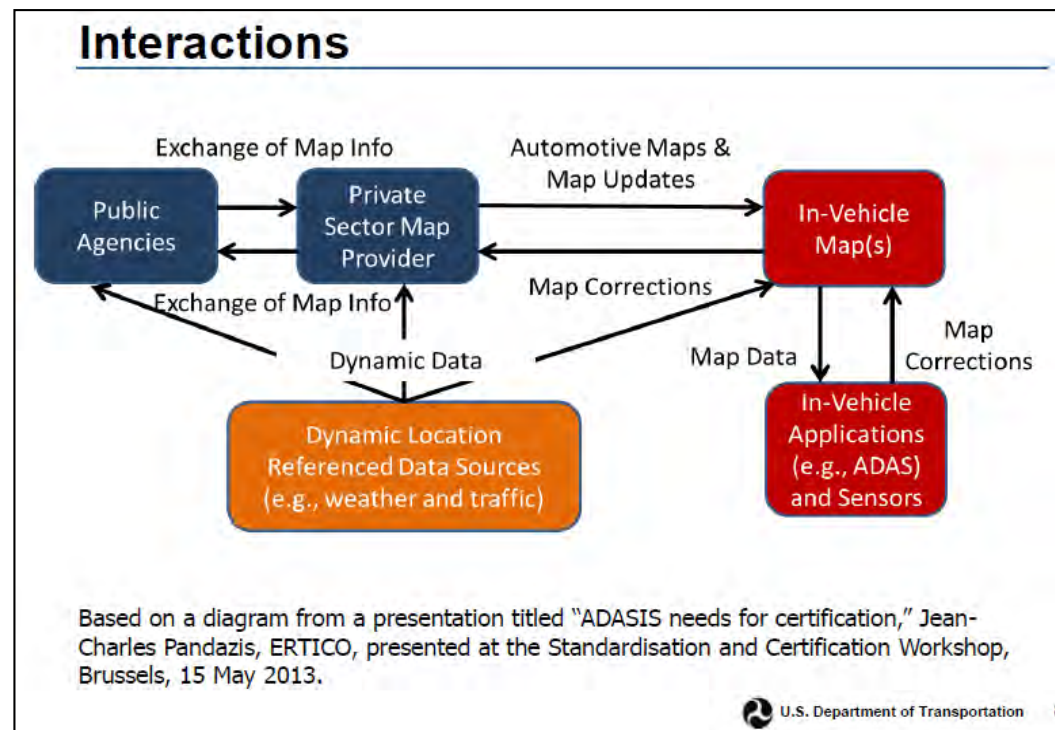 Interactions
Exchange of Map Info
Automotive Maps &
Map Updates
Public
Agencies
Private
Sector Map
Provider
In-Vehicle
Map(s)
Exchange of Map Info
Map Corrections
Dynamic Data
Map Data
Map
Corrections
Dynamic Location
Referenced Data Sources
(e.g., weather and traffic)
In-Vehicle
Applications
(e.g., ADAS)
and Sensors
Based on a diagram from a presentation titled “ADASIS needs for certification,” Jean-
Charles Pandazis, ERTICO, presented at the Standardisation and Certification Workshop,
Brussels, 15 May 2013.
U.S. Department of Transportation